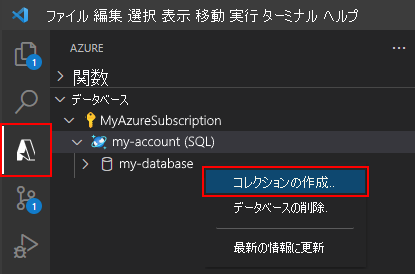 ファイル 編集 選択 表示 移動 実行 ターミナル ヘルプ
AZURE
関数
データベース
MyAzureSubscription
my-account (SQL)
my-database
コレクションの作成..
データベースの削除.
最新の情報に更新
1
1